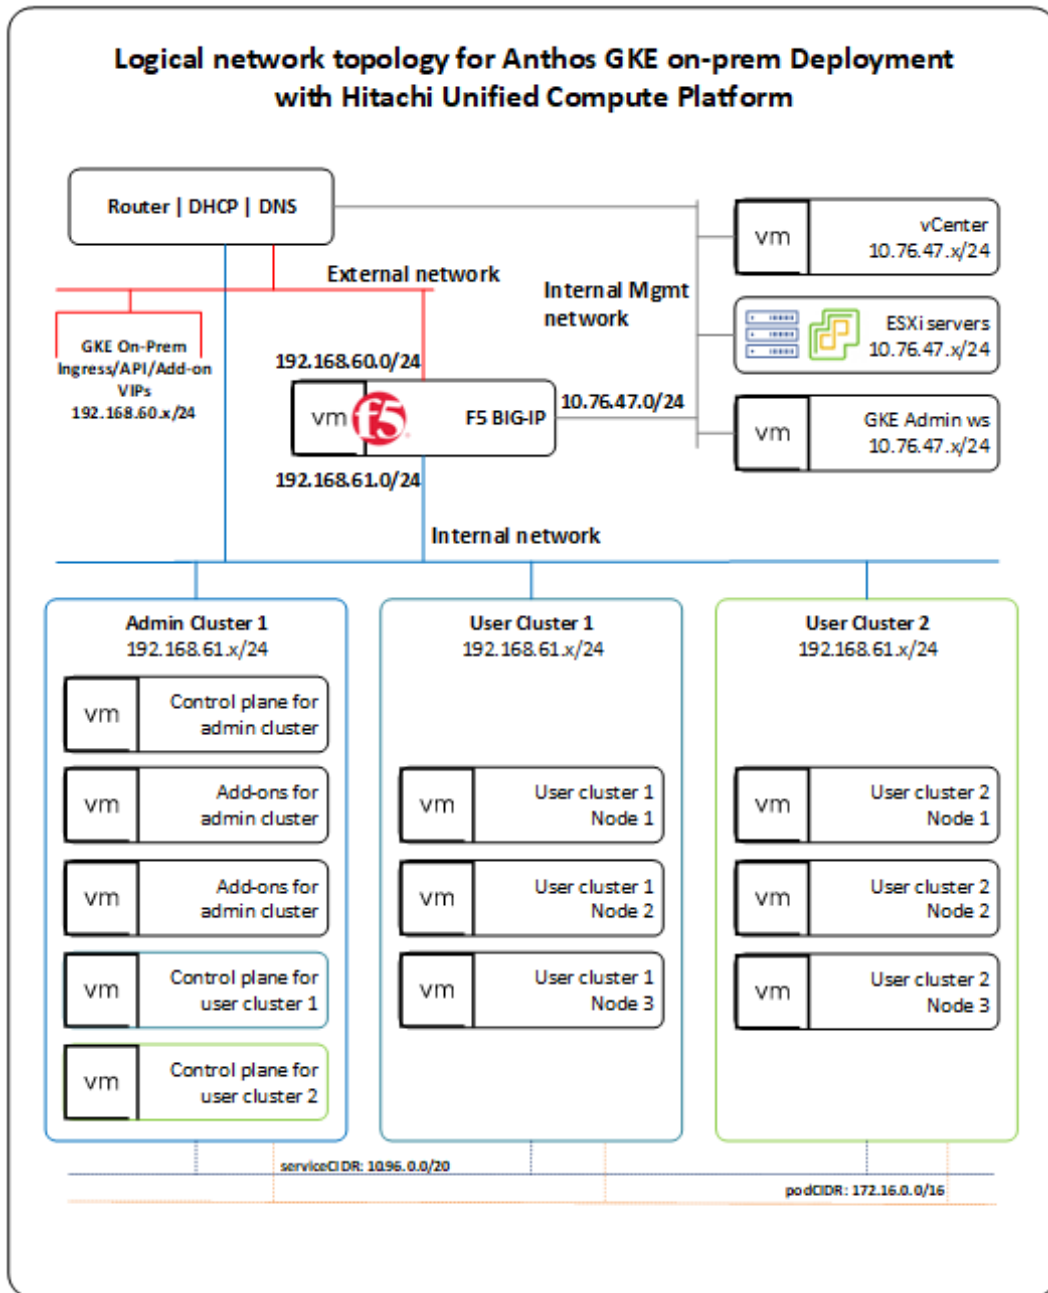 Logical network topology for Anthos GKE on-prem Deployment
with Hitachi Unified Compute Platform
Router | DHCP | DNS
External network
Internal Mgmt
network
vm
vCenter
10.76.47.x/24
ESXi servers
10.76.47.x/24
vm
GKE Admin ws
10.76.47.x/24
GKE On-Prem
Ingress/API/Add-on
VIPs
192.168.60.x/24
192.168.60.0/24
vm
f5
F5 BIG-IP
10.76.47.0/24
192.168.61.0/24
Internal network
Admin Cluster 1
192.168.61.x/24
vm
Control plane for
admin cluster
vm
Add-ons for
admin cluster
vm
Add-ons for
admin cluster
vm
Control plane for
user cluster 1
vm
Control plane for
user cluster 2
User Cluster 1
192.168.61.x/24
vm
User cluster 1
Node 1
vm
User cluster 1
Node 2
vm
User cluster 1
Node 3
User Cluster 2
192.168.61.x/24
vm
User cluster 2
Node 1
vm
User cluster 2
Node 2
vm
User cluster 2
Node 3
serviceCIDR: 10.96.0.0/20
podCIDR: 172.16.0.0/16